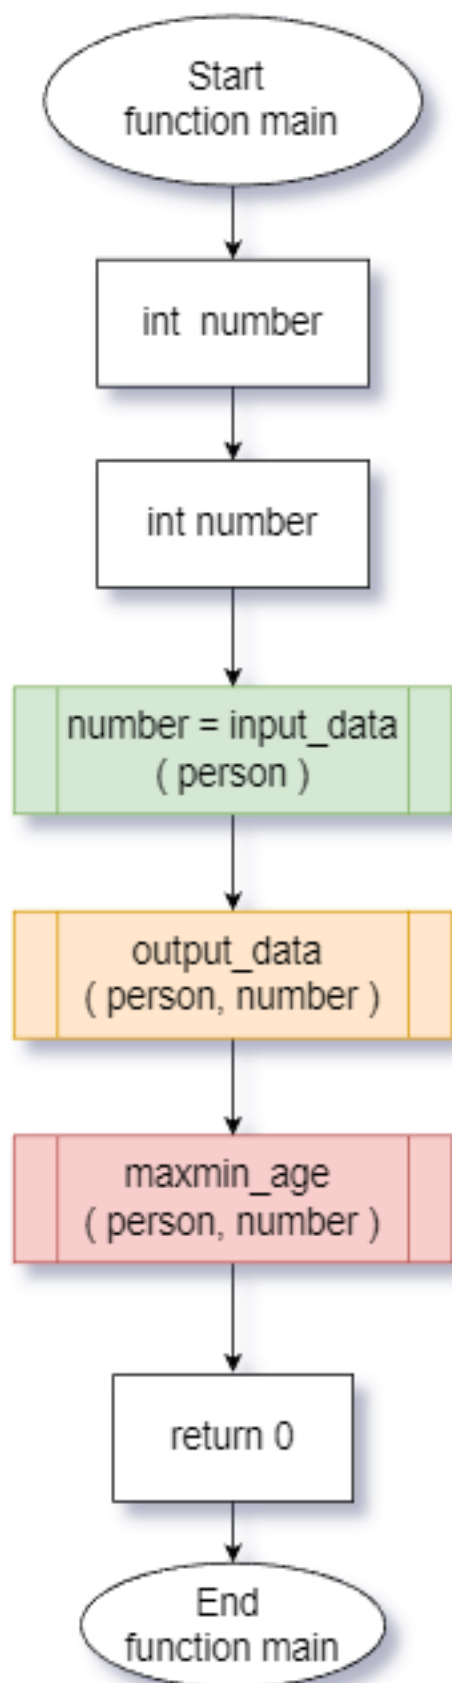 Start
function main
int number
int number
number = input_data
( person )
output_data
( person, number )
maxmin_age
( person, number )
return 0
End
function main